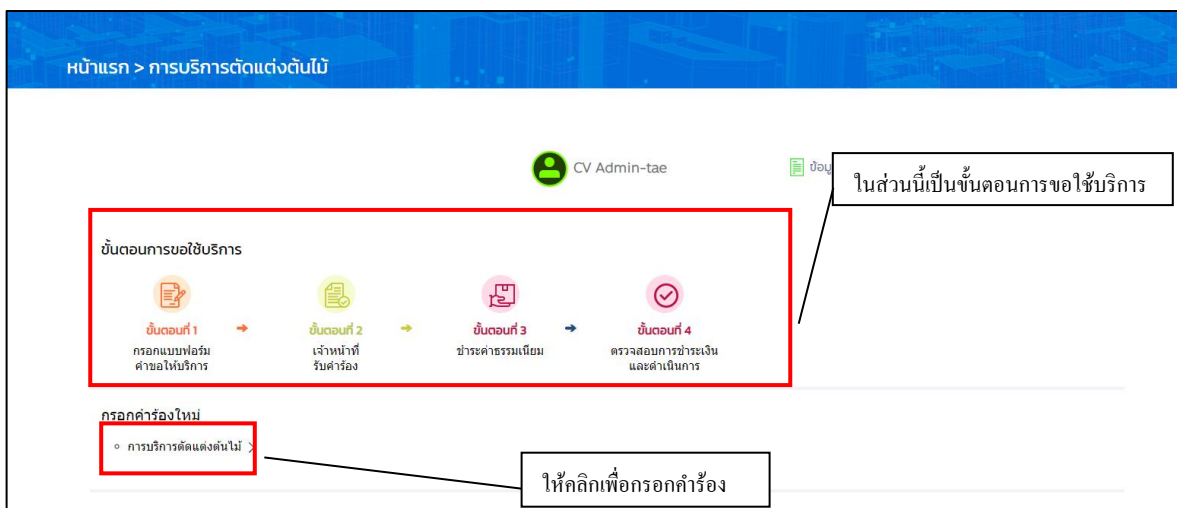 หน้าแรก > การบริการตัดแต่งต้นไม้
CV Admin-tae
ในส่วนนี้เป็นขั้นตอนการขอใช้บริการ
ขั้นตอนการขอใช้บริการ
ขั้นตอนที่ 1 ขั้นตอนที่ 2 ขั้นตอนที่ 3 ขั้นตอนที่ 4
กรอกแบบฟอร์ม เจ้าหน้าที่ ชำระค่าธรรมเนียม ตรวจสอบการชำระเงิน
คำขอให้บริการ รับคำร้อง และดำเนินการ
กรอกคำร้องใหม่
การบริการตัดแต่งต้นไม้ >
ให้คลิกเพื่อกรอกคำร้อง